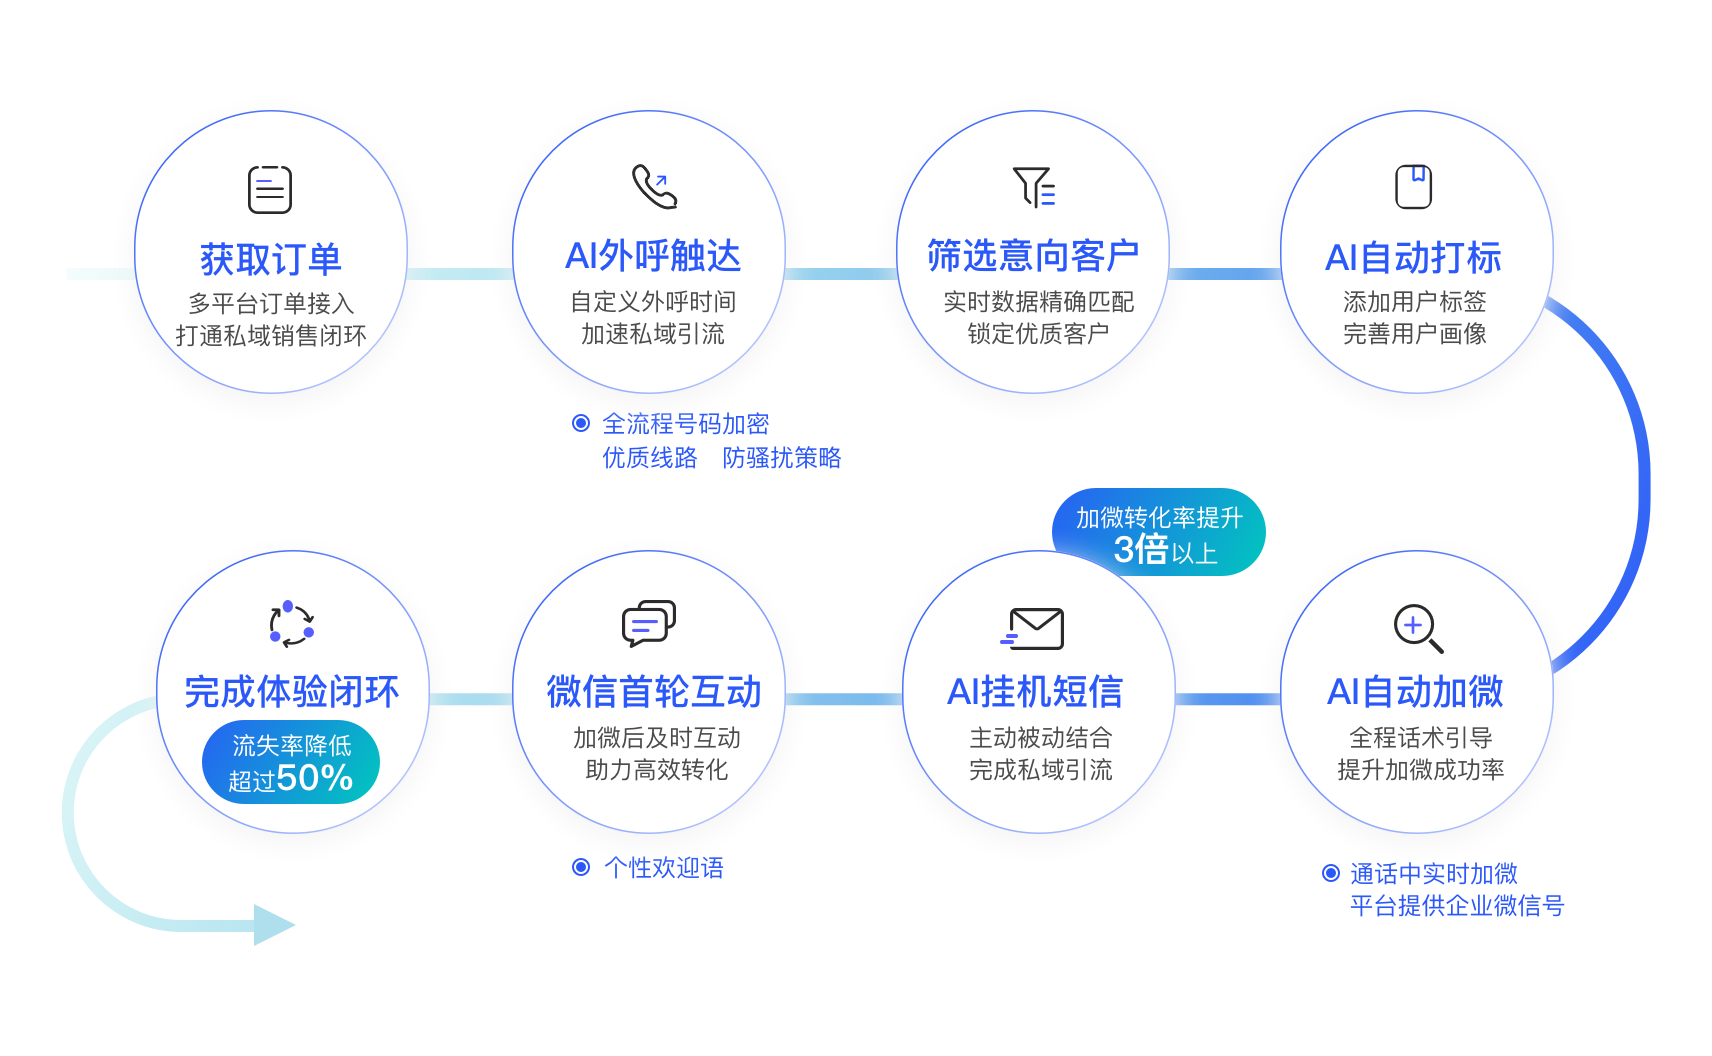 获取订单
多平台订单接入
打通私域销售闭环
AI外呼触达
自定义外呼时间
加速私域引流
全流程号码加密
优质线路 防骚扰策略
筛选意向客户
实时数据精确匹配
锁定优质客户
AI自动打标
添加用户标签
完善用户画像
AI自动加微
全程话术引导
提升加微成功率
通话中实时加微
平台提供企业微信号
加微转化率提升
3倍以上
AI挂机短信
主动被动结合
完成私域引流
微信首轮互动
加微后及时互动
助力高效转化
个性欢迎语
完成体验闭环
流失率降低
超过50%